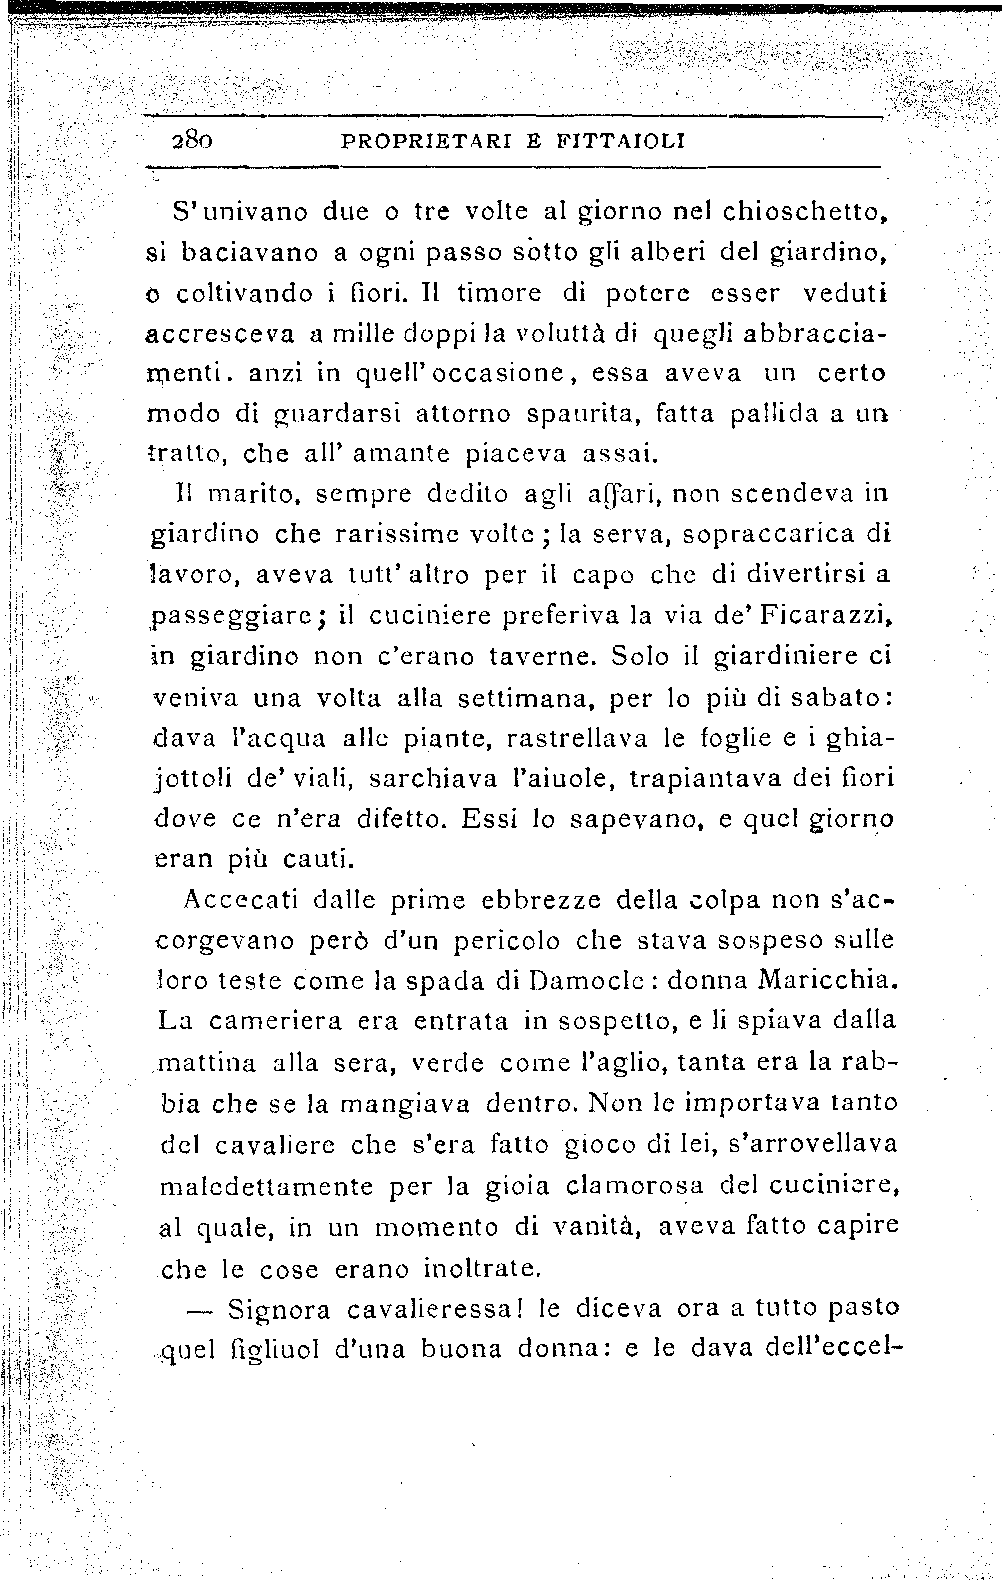 280 PROPRIETARI E FITTAIOLI
S'univano due o tre volte al giorno nel chioschetto,
si baciavano a ogni passo sotto gli alberi del giardino,
o coltivando i fiori. Il timore di potere esser veduti
accresceva a mille doppi la voluttà di quegli abbraccia-
menti. anzi in quell'occasione, essa aveva un certo
modo di guardarsi attorno spaurita, fatta pallida a un
tratto, che all'amante piaceva assai.
Il marito, sempre dedito agli affari, non scendeva in
giardino che rarissime volte; la serva, sopraccarica di
lavoro, aveva tutt'altro per il capo che di divertirsi a
passeggiare; il cuciniere preferiva la via de' Ficarazzi,
in giardino non c'erano taverne. Solo il giardiniere ci
veniva una volta alla settimana, per lo più di sabato:
dava l'acqua alle piante, rastrellava le foglie e i ghia-
jottoli de' viali, sarchiava l'aiuole, trapiantava dei fiori
dove ce n'era difetto. Essi lo sapevano, e quel giorno
eran più cauti.
Accecati dalle prime ebbrezze della colpa non s'ac-
corgevano però d'un pericolo che stava sospeso sulle
loro teste come la spada di Damocle: donna Maricchia.
La cameriera era entrata in sospetto, e li spiava dalla
mattina alla sera, verde come l'aglio, tanta era la rab-
bia che se la mangiava dentro. Non le importava tanto
del cavaliere che s'era fatto gioco di lei, s'arrovellava
maledettamente per la gioia clamorosa del cuciniere,
al quale, in un momento di vanità, aveva fatto capire
che le cose erano inoltrate.
— Signora cavalieressa! le diceva ora a tutto pasto
quel figliuol d'una buona donna: e le dava dell'eccel-